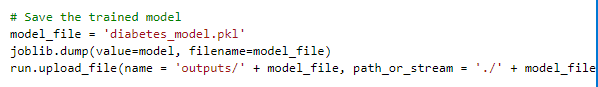 # Save the trained model
model_file = 'diabetes_model.pkl'
joblib.dump(value=model, filename=model_file)
run.upload_file(name = 'outputs/' + model_file, path_or_stream = './' + model_file